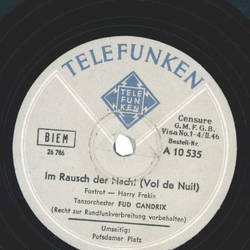 TELEFUNKEN
TELE
FUN
KEN
Censure
G.M.F.G.B.
Visa No.1-4/11.46
Bestell-Nr.
A 10 535
BIEM
26 786
Im Rausch der Nacht (Vol de Nuit)
Foxtrot - Harry Frekin
Tanzorchester FUD CANDRIX
(Recht zur Rundfunkverbreitung vorbehalten)
Umseitig:
Potsdamer Platz